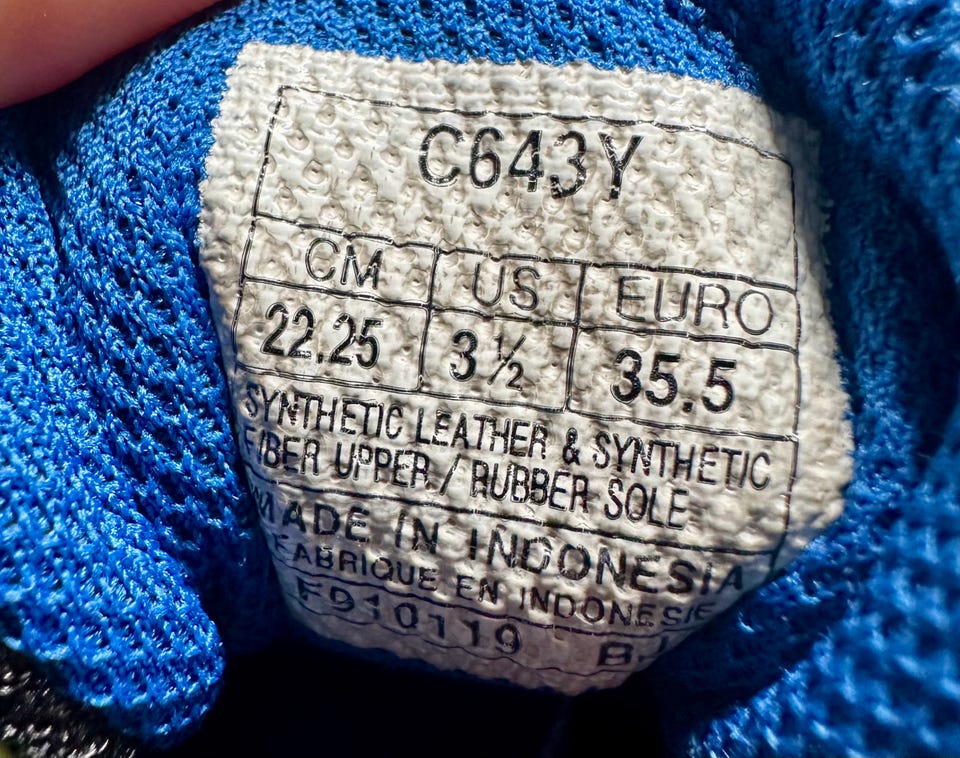 C643Y
CM US EURO
22.25 3 ½ 35.5
SYNTHETIC LEATHER & SYNTHETIC
FIBER UPPER / RUBBER SOLE
MADE IN INDONESIA
FABRIQUE EN INDONESIE
F910119